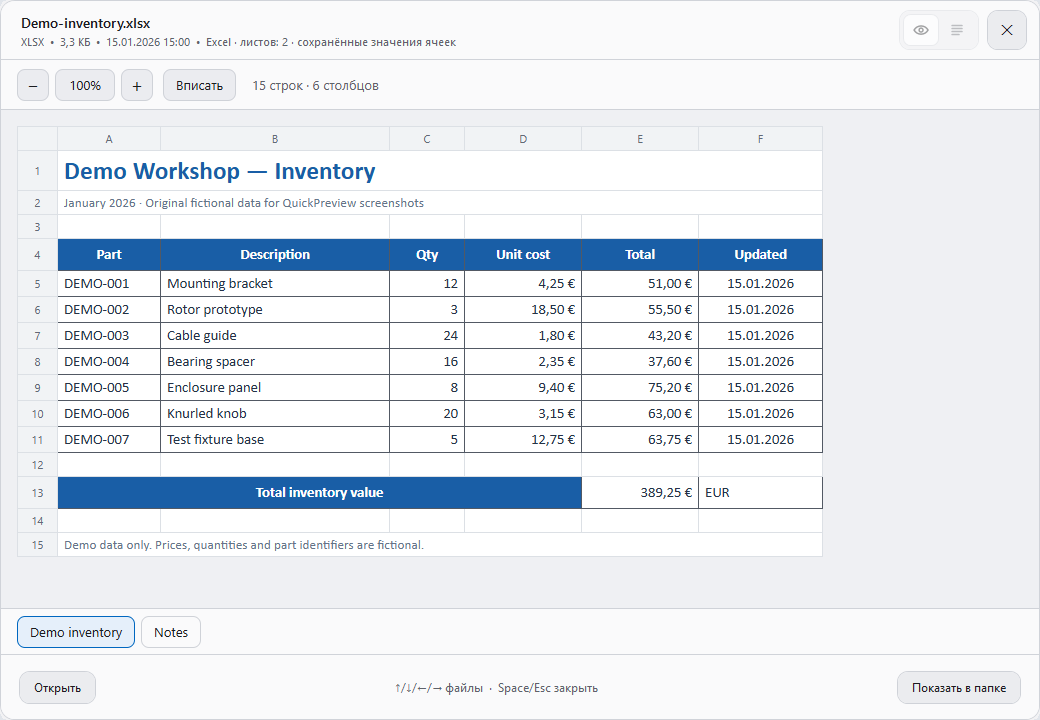 Demo-inventory.xlsx
XLSX • 3,3 КБ • 15.01.2026 15:00 • Excel · листов: 2 · сохранённые значения ячеек
− 100% + Вписать 15 строк · 6 столбцов
A B C D E F
1 Demo Workshop — Inventory
2 January 2026 · Original fictional data for QuickPreview screenshots
3
4 Part Description Qty Unit cost Total Updated
5 DEMO-001 Mounting bracket 12 4,25 € 51,00 € 15.01.2026
6 DEMO-002 Rotor prototype 3 18,50 € 55,50 € 15.01.2026
7 DEMO-003 Cable guide 24 1,80 € 43,20 € 15.01.2026
8 DEMO-004 Bearing spacer 16 2,35 € 37,60 € 15.01.2026
9 DEMO-005 Enclosure panel 8 9,40 € 75,20 € 15.01.2026
10 DEMO-006 Knurled knob 20 3,15 € 63,00 € 15.01.2026
11 DEMO-007 Test fixture base 5 12,75 € 63,75 € 15.01.2026
12
13 Total inventory value 389,25 € EUR
14
15 Demo data only. Prices, quantities and part identifiers are fictional.
Demo inventory Notes
Открыть ↑/↓/←/→ файлы · Space/Esc закрыть Показать в папке